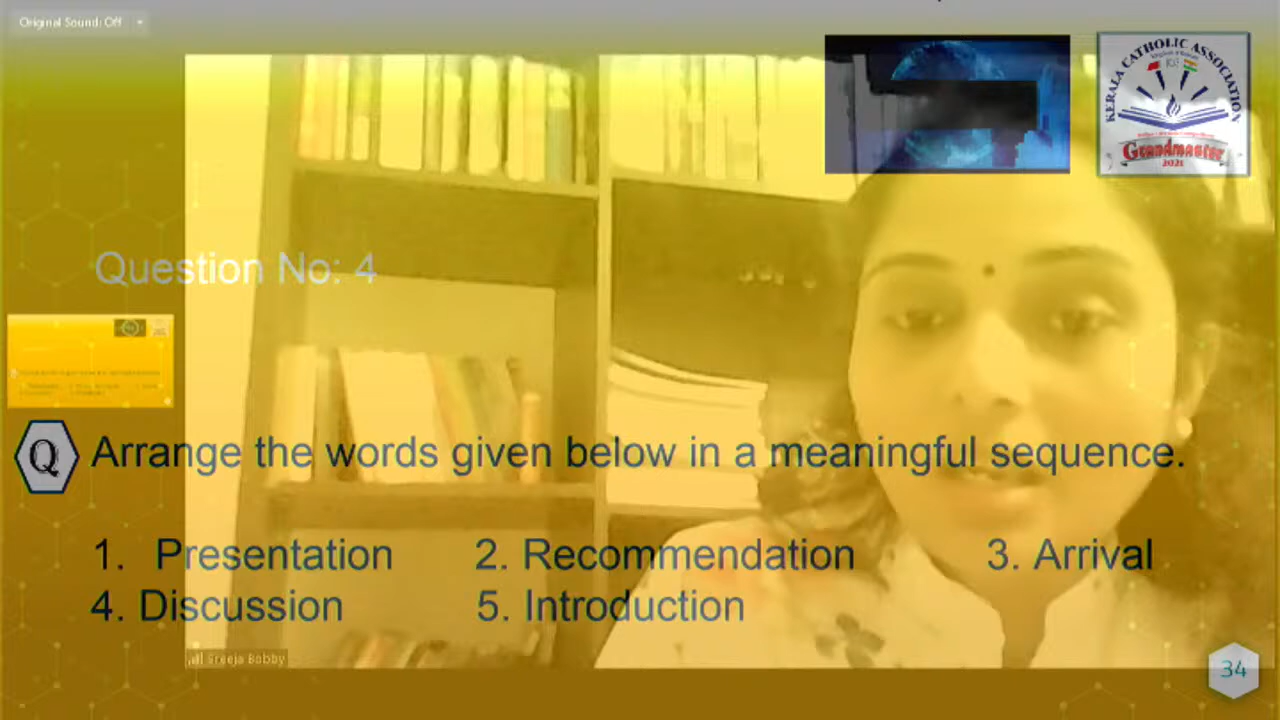 Original Sound: Off
KERALA CATHOLIC ASSOCIATION
Grandmaster
2021
Question No: 4
Q Arrange the words given below in a meaningful sequence.
1. Presentation 2. Recommendation 3. Arrival
4. Discussion 5. Introduction
Sreeja Bobby
34